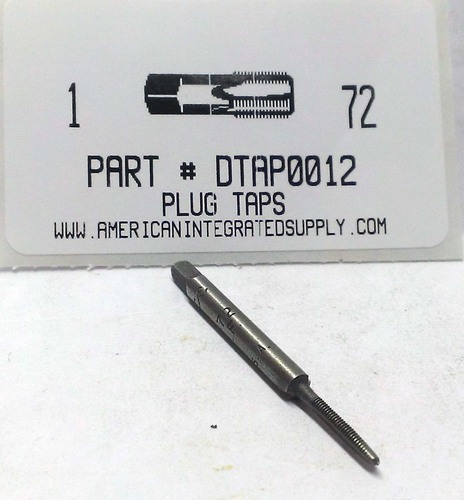 1 72
PART # DTAP0012
PLUG TAPS
WWW.AMERICANINTEGRATEDSUPPLY.COM